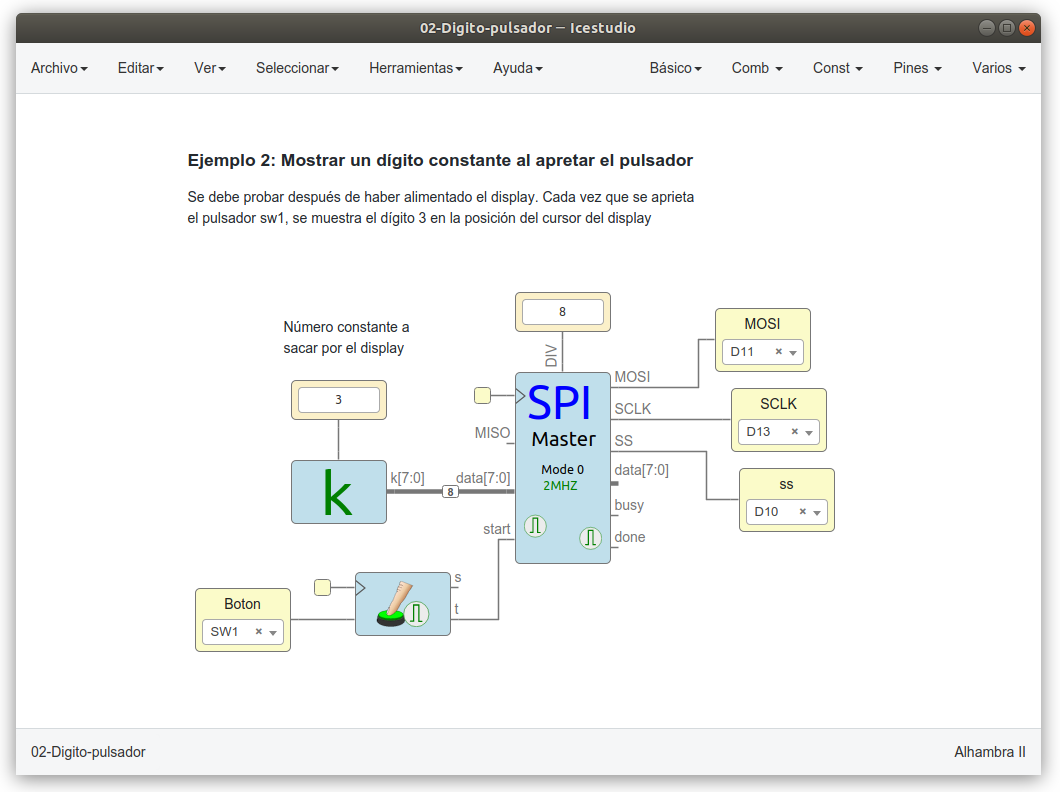 02-Digito-pulsador — Icestudio
Archivo Editar Ver Seleccionar Herramientas Ayuda Básico Comb Const Pines Varios
Ejemplo 2: Mostrar un dígito constante al apretar el pulsador
Se debe probar después de haber alimentado el display. Cada vez que se aprieta
el pulsador sw1, se muestra el dígito 3 en la posición del cursor del display
Número constante a
sacar por el display
3
k
k[7:0]
8
8
DIV
SPI
Master
Mode 0
2MHZ
MISO
data[7:0]
start
MOSI
SCLK
SS
data[7:0]
busy
done
MOSI
D11 ×
SCLK
D13 ×
ss
D10 ×
Boton
SW1 ×
s
t
02-Digito-pulsador Alhambra II